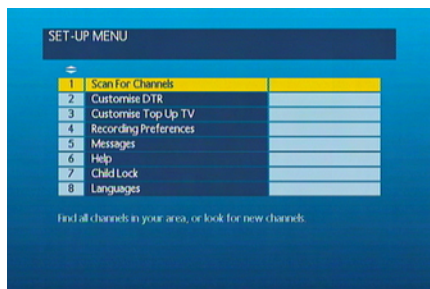 SET-UP MENU
1 Scan For Channels
2 Customise DTR
3 Customise Top Up TV
4 Recording Preferences
5 Messages
6 Help
7 Child Lock
8 Languages
Find all channels in your area, or look for new channels.